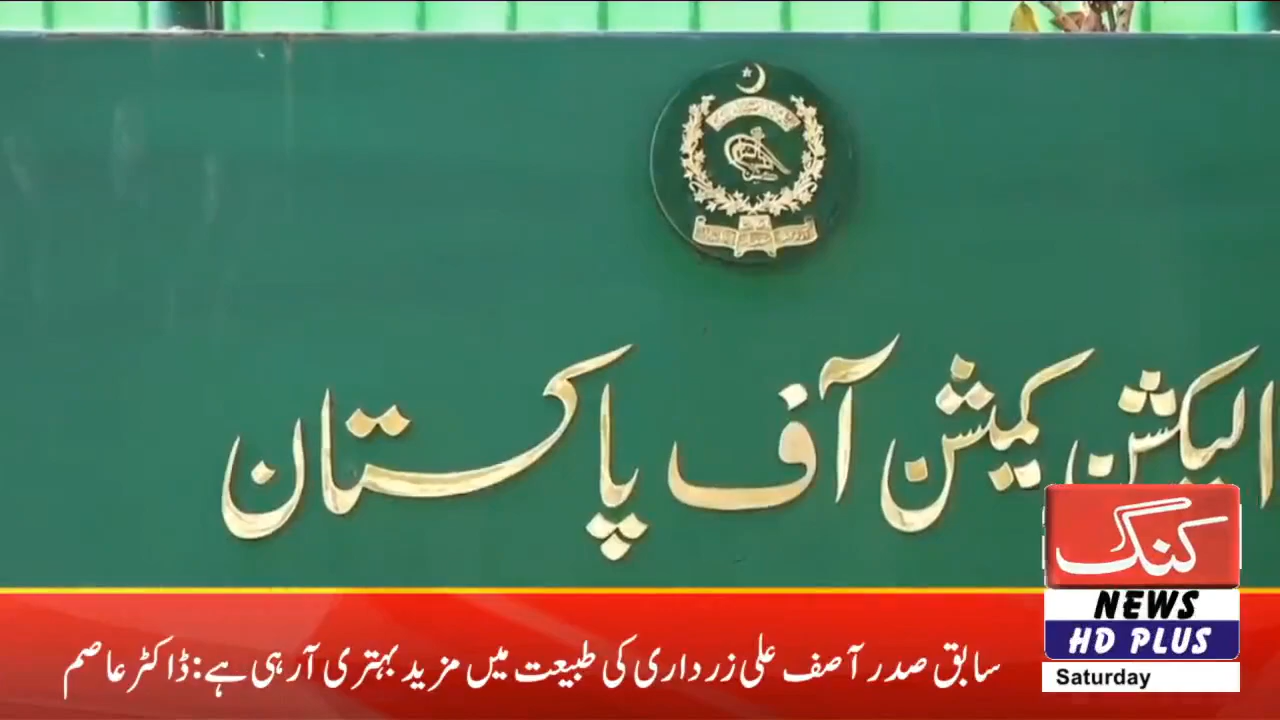 الیکشن کمیشن آف پاکستان
کنگ
NEWS
HD PLUS
Saturday
سابق صدر آصف علی زرداری کی طبیعت میں مزید بہتری آرہی ہے: ڈاکٹر عاصم